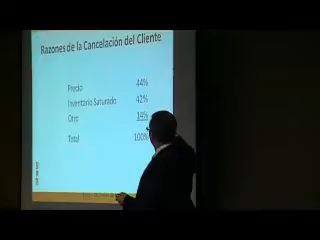 Razones de la Cancelación del Cliente
Precio 44%
Inventario Saturado 42%
Otro 14%
Total 100%